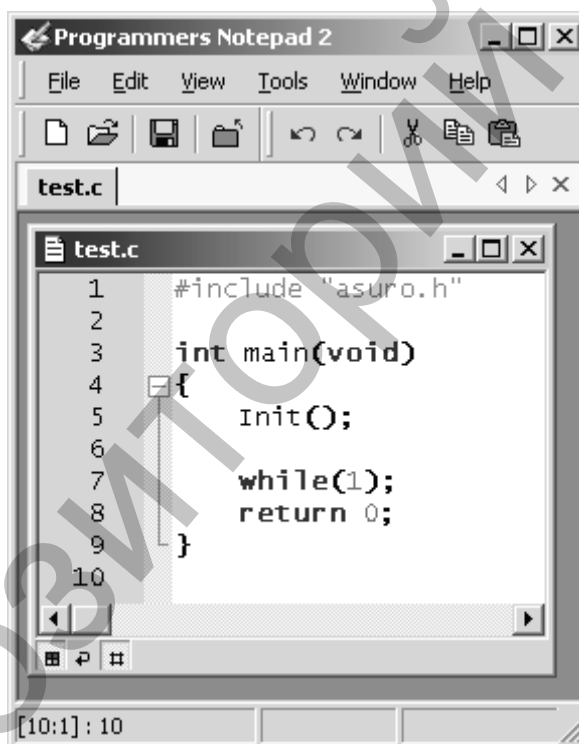 Programmers Notepad 2
File Edit View Tools Window Help
test.c
test.c
1 #include "asuro.h"
2
3 int main(void)
4 {
5 Init();
6
7 while(1);
8 return 0;
9 }
10
[10:1] : 10